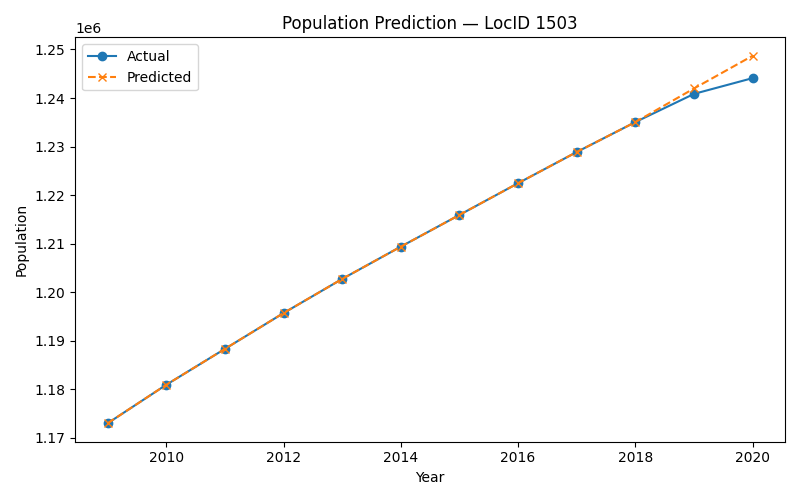 Population Prediction — LocID 1503
1e6
Actual
Predicted
1.25
1.24
1.23
1.22
1.21
1.20
1.19
1.18
1.17
Population
2010 2012 2014 2016 2018 2020
Year